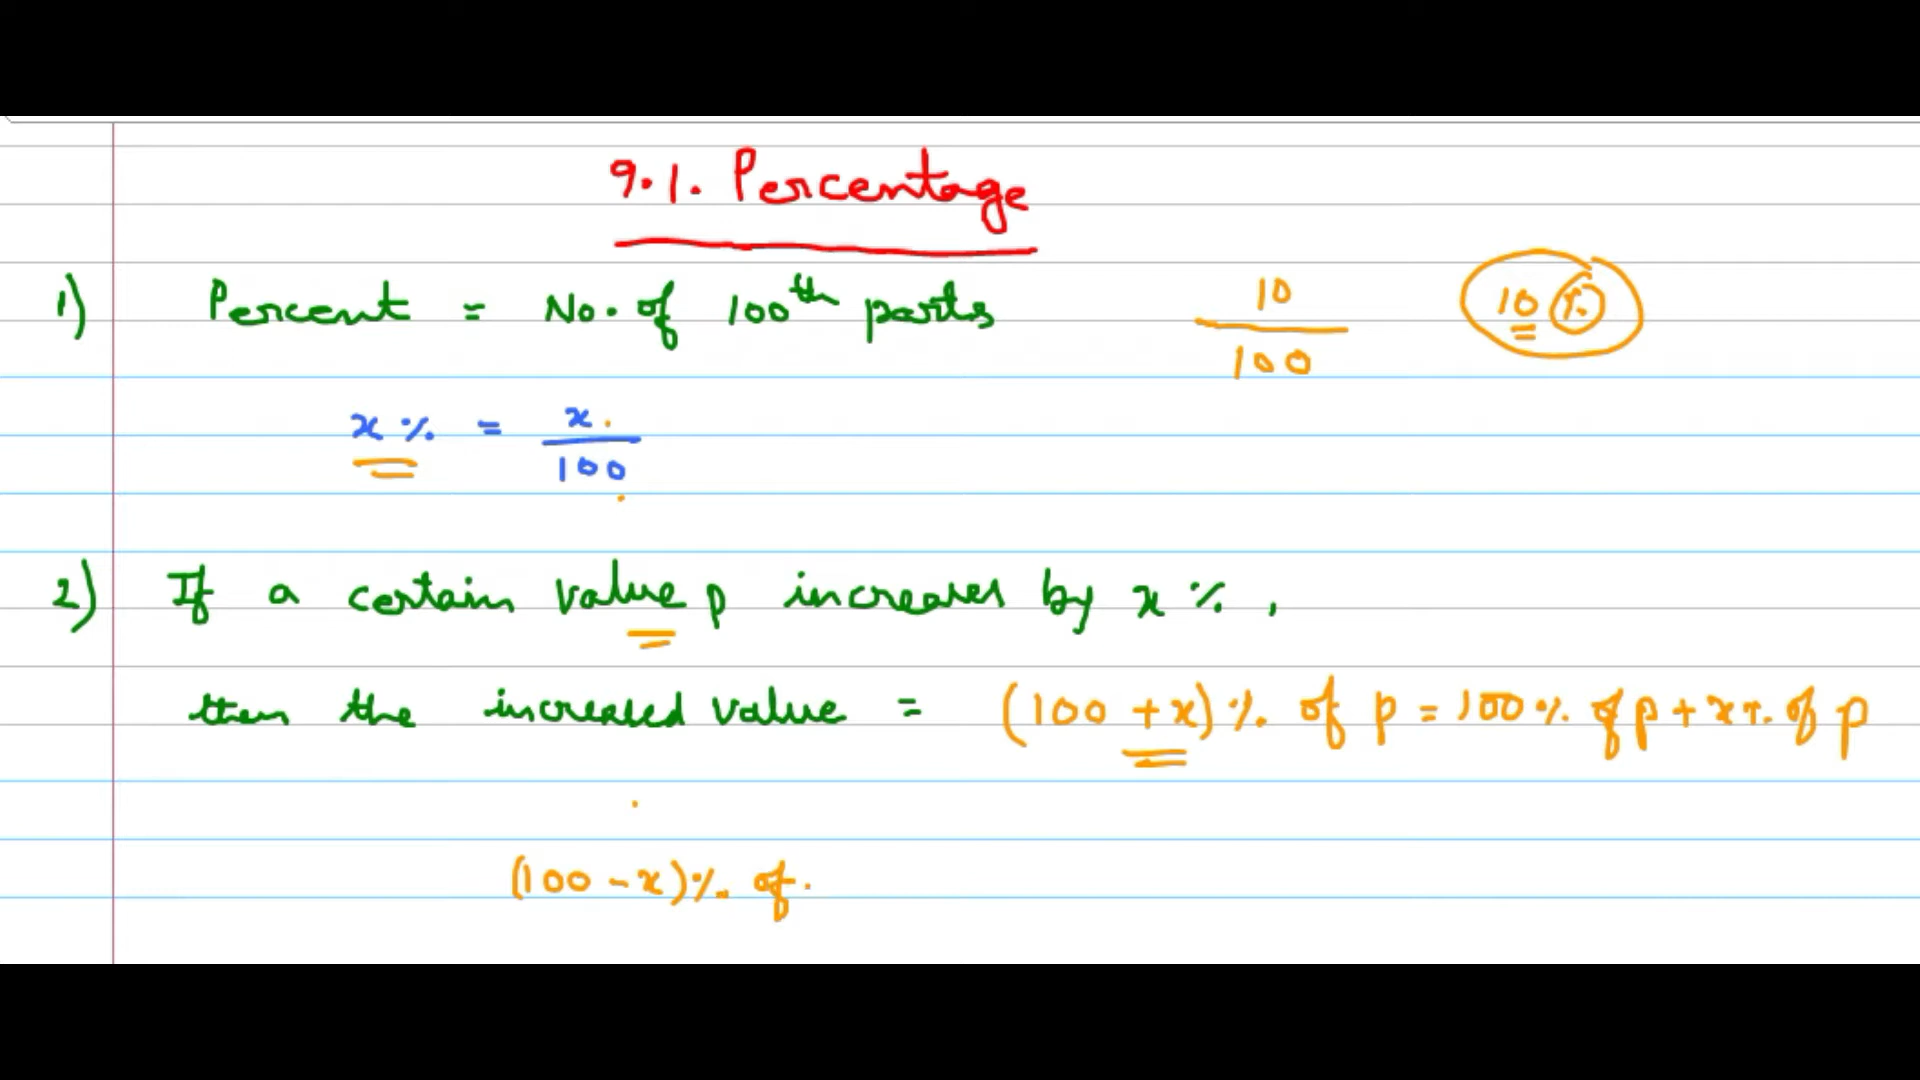 9.1. Percentage
1) Percent = No. of 100th parts 10/100 10%
x% = x/100
2) If a certain value p increases by x%,
then the increased value = (100 + x)% of p = 100% of p + x% of p
(100 - x)% of